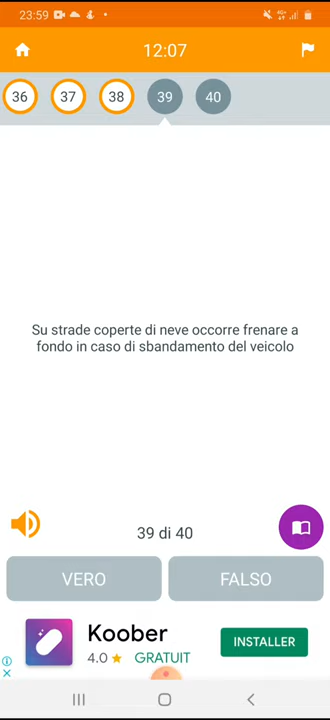 23:59
12:07
36 37 38 39 40
Su strade coperte di neve occorre frenare a
fondo in caso di sbandamento del veicolo
39 di 40
VERO FALSO
Koober
4.0 ★ GRATUIT
INSTALLER